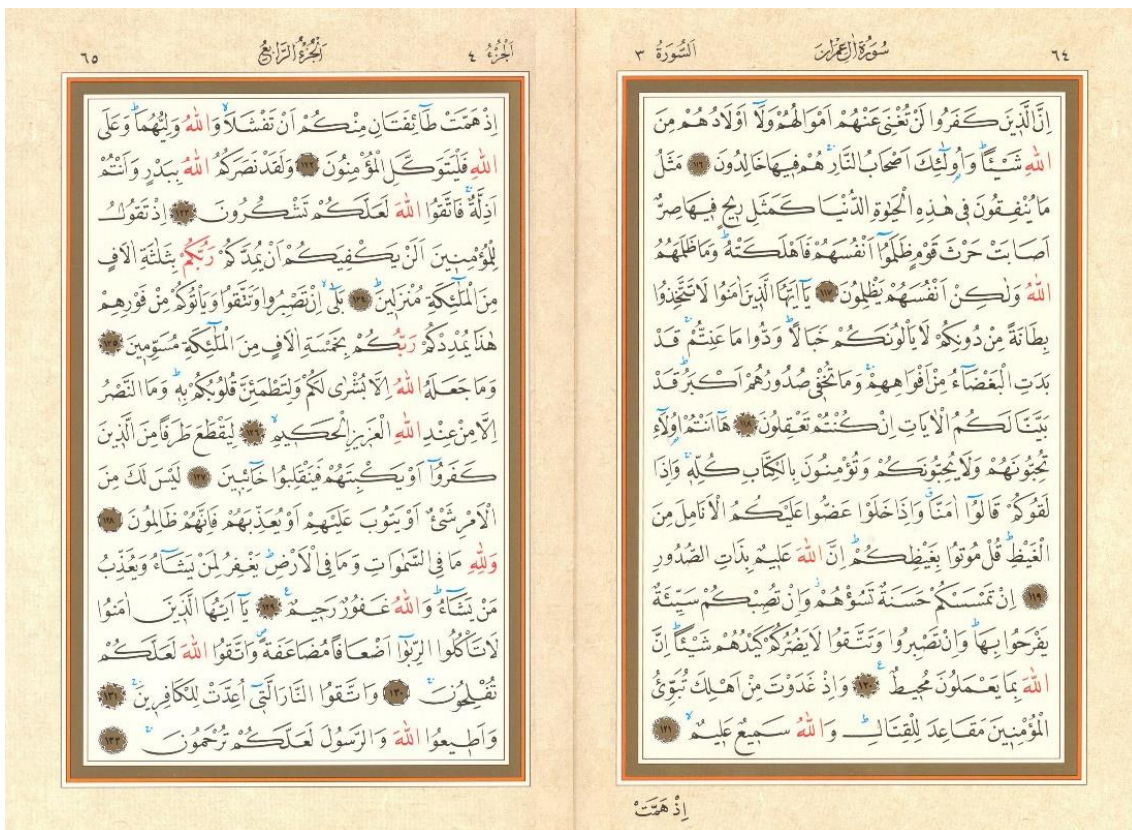 ٦٤ سُورَةُ اٰلِ عِمْرٰنَ اَلسُّورَةُ ٣
اِنَّ الَّذٖينَ كَفَرُوا لَنْ تُغْنِيَ عَنْهُمْ اَمْوَالُهُمْ وَلَٓا اَوْلَادُهُمْ مِنَ
اللّٰهِ شَيْـًٔاؕ وَاُولٰٓئِكَ اَصْحَابُ النَّارِۚ هُمْ فٖيهَا خَالِدُونَ ﴿١١٦﴾ مَثَلُ
مَا يُنْفِقُونَ فٖي هٰذِهِ الْحَيٰوةِ الدُّنْيَا كَمَثَلِ رٖيحٍ فٖيهَا صِرٌّ
اَصَابَتْ حَرْثَ قَوْمٍ ظَلَمُٓوا اَنْفُسَهُمْ فَاَهْلَكَتْهُؕ وَمَا ظَلَمَهُمُ
اللّٰهُ وَلٰكِنْ اَنْفُسَهُمْ يَظْلِمُونَ ﴿١١٧﴾ يَٓا اَيُّهَا الَّذٖينَ اٰمَنُوا لَا تَتَّخِذُوا
بِطَانَةً مِنْ دُونِكُمْ لَا يَأْلُونَكُمْ خَبَالًاؕ وَدُّوا مَا عَنِتُّمْۚ قَدْ
بَدَتِ الْبَغْضَٓاءُ مِنْ اَفْوَاهِهِمْۚ وَمَا تُخْفٖي صُدُورُهُمْ اَكْبَرُؕ قَدْ
بَيَّنَّا لَكُمُ الْاٰيَاتِ اِنْ كُنْتُمْ تَعْقِلُونَ ﴿١١٨﴾ هَٓا اَنْتُمْ اُو۬لَٓاءِ
تُحِبُّونَهُمْ وَلَا يُحِبُّونَكُمْ وَتُؤْمِنُونَ بِالْكِتَابِ كُلِّهٖۚ وَاِذَا
لَقُوكُمْ قَالُٓوا اٰمَنَّاۗ وَاِذَا خَلَوْا عَضُّوا عَلَيْكُمُ الْاَنَامِلَ مِنَ
الْغَيْظِؕ قُلْ مُوتُوا بِغَيْظِكُمْؕ اِنَّ اللّٰهَ عَلٖيمٌ بِذَاتِ الصُّدُورِ
﴿١١٩﴾ اِنْ تَمْسَسْكُمْ حَسَنَةٌ تَسُؤْهُمْؗ وَاِنْ تُصِبْكُمْ سَيِّئَةٌ
يَفْرَحُوا بِهَاؕ وَاِنْ تَصْبِرُوا وَتَتَّقُوا لَا يَضُرُّكُمْ كَيْدُهُمْ شَيْـًٔاؕ اِنَّ
اللّٰهَ بِمَا يَعْمَلُونَ مُحٖيطٌ ﴿١٢٠﴾ وَاِذْ غَدَوْتَ مِنْ اَهْلِكَ تُبَوِّئُ
الْمُؤْمِنٖينَ مَقَاعِدَ لِلْقِتَالِؕ وَاللّٰهُ سَمٖيعٌ عَلٖيمٌۙ ﴿١٢١﴾
اِذْ هَمَّتْ
اَلْجُزْءُ ٤ اَلْجُزْءُ الرَّابِعُ ٦٥
اِذْ هَمَّتْ طَٓائِفَتَانِ مِنْكُمْ اَنْ تَفْشَلَاۙ وَاللّٰهُ وَلِيُّهُمَاؕ وَعَلَى
اللّٰهِ فَلْيَتَوَكَّلِ الْمُؤْمِنُونَ ﴿١٢٢﴾ وَلَقَدْ نَصَرَكُمُ اللّٰهُ بِبَدْرٍ وَاَنْتُمْ
اَذِلَّةٌۚ فَاتَّقُوا اللّٰهَ لَعَلَّكُمْ تَشْكُرُونَ ﴿١٢٣﴾ اِذْ تَقُولُ
لِلْمُؤْمِنٖينَ اَلَنْ يَكْفِيَكُمْ اَنْ يُمِدَّكُمْ رَبُّكُمْ بِثَلٰثَةِ اٰلَافٍ
مِنَ الْمَلٰٓئِكَةِ مُنْزَلٖينَؕ ﴿١٢٤﴾ بَلٰٓىۙ اِنْ تَصْبِرُوا وَتَتَّقُوا وَيَأْتُوكُمْ مِنْ فَوْرِهِمْ
هٰذَا يُمْدِدْكُمْ رَبُّكُمْ بِخَمْسَةِ اٰلَافٍ مِنَ الْمَلٰٓئِكَةِ مُسَوِّمٖينَ ﴿١٢٥﴾
وَمَا جَعَلَهُ اللّٰهُ اِلَّا بُشْرٰى لَكُمْ وَلِتَطْمَئِنَّ قُلُوبُكُمْ بِهٖؕ وَمَا النَّصْرُ
اِلَّا مِنْ عِنْدِ اللّٰهِ الْعَزٖيزِ الْحَكٖيمِۙ ﴿١٢٦﴾ لِيَقْطَعَ طَرَفًا مِنَ الَّذٖينَ
كَفَرُٓوا اَوْ يَكْبِتَهُمْ فَيَنْقَلِبُوا خَٓائِبٖينَ ﴿١٢٧﴾ لَيْسَ لَكَ مِنَ
الْاَمْرِ شَيْءٌ اَوْ يَتُوبَ عَلَيْهِمْ اَوْ يُعَذِّبَهُمْ فَاِنَّهُمْ ظَالِمُونَ ﴿١٢٨﴾
وَلِلّٰهِ مَا فِي السَّمٰوَاتِ وَمَا فِي الْاَرْضِؕ يَغْفِرُ لِمَنْ يَشَٓاءُ وَيُعَذِّبُ
مَنْ يَشَٓاءُؕ وَاللّٰهُ غَفُورٌ رَحٖيمٌ ﴿١٢٩﴾ يَٓا اَيُّهَا الَّذٖينَ اٰمَنُوا
لَا تَأْكُلُوا الرِّبٰٓوا اَضْعَافًا مُضَاعَفَةًࣕ وَاتَّقُوا اللّٰهَ لَعَلَّكُمْ
تُفْلِحُونَۚ ﴿١٣٠﴾ وَاتَّقُوا النَّارَ الَّتٖٓي اُعِدَّتْ لِلْكَافِرٖينَۚ ﴿١٣١﴾
وَاَطٖيعُوا اللّٰهَ وَالرَّسُولَ لَعَلَّكُمْ تُرْحَمُونَۚ ﴿١٣٢﴾